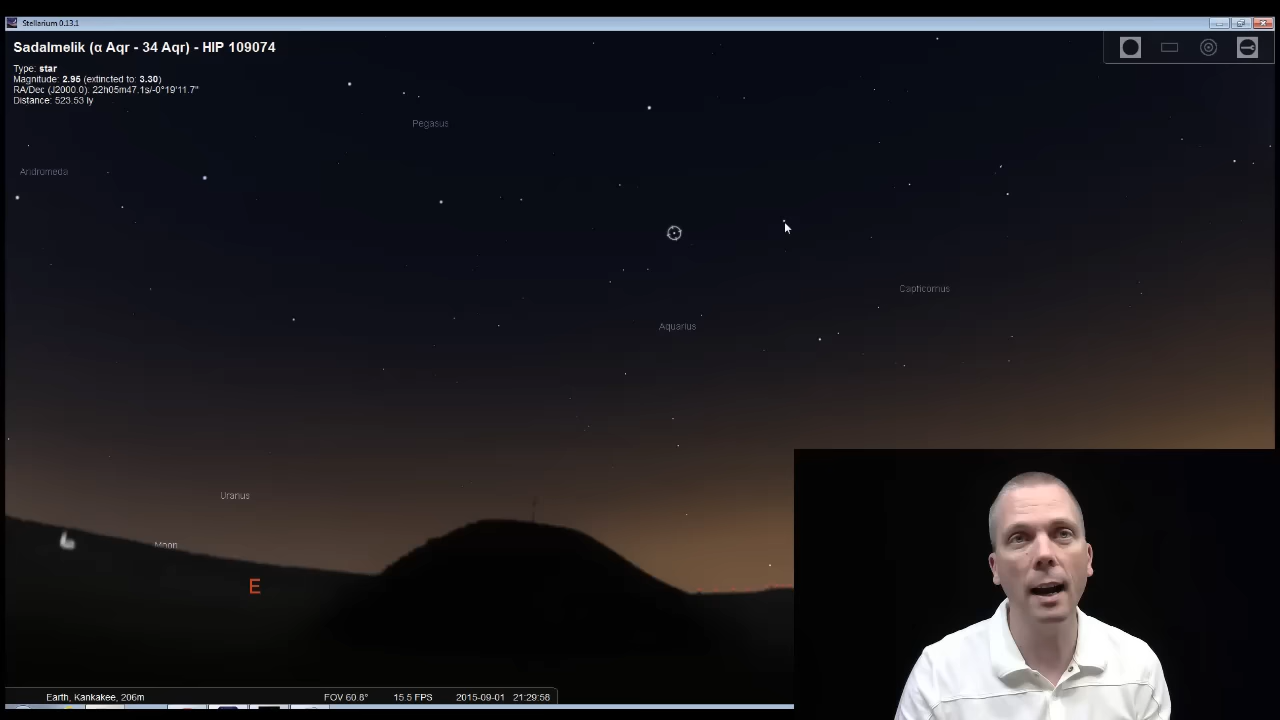 Stellarium 0.13.1
Sadalmelik (α Aqr - 34 Aqr) - HIP 109074
Type: star
Magnitude: 2.95 (extincted to: 3.30)
RA/Dec (J2000.0): 22h05m47.1s/-0°19'11.7"
Distance: 523.53 ly
Pegasus
Andromeda
Capricornus
Aquarius
Uranus
Moon
E
Earth, Kankakee, 206m
FOV 60.8°
15.5 FPS
2015-09-01
21:29:58